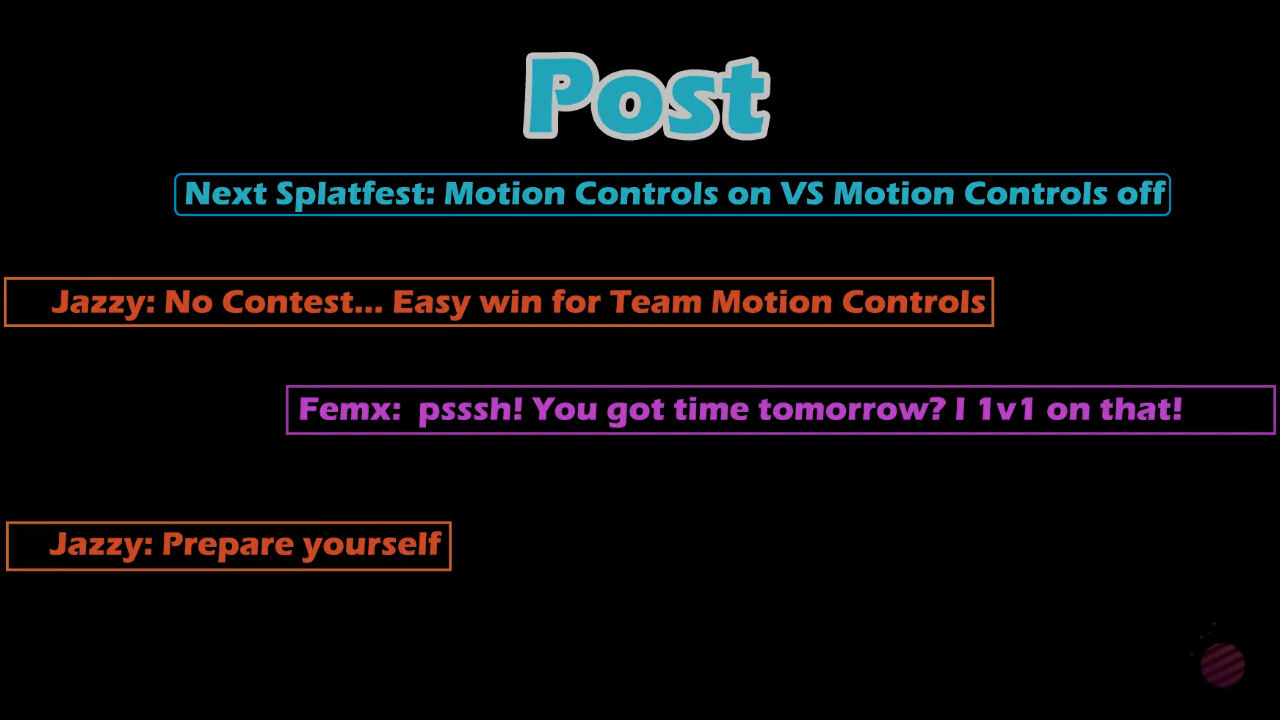 Post
Next Splatfest: Motion Controls on VS Motion Controls off
Jazzy: No Contest... Easy win for Team Motion Controls
Femx:  psssh! You got time tomorrow? I 1v1 on that!
Jazzy: Prepare yourself